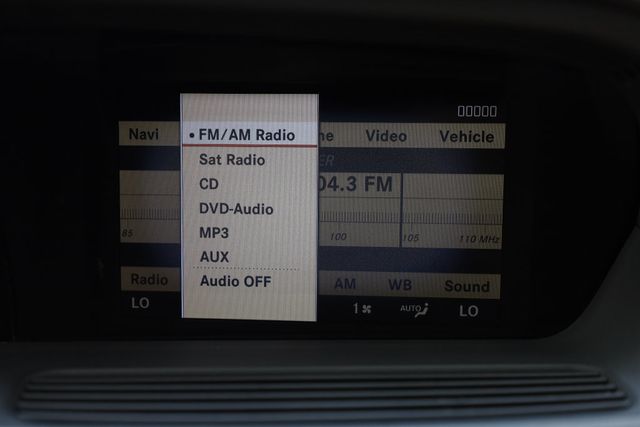 Navi • FM/AM Radio ne Video Vehicle
Sat Radio ER
CD 04.3 FM
DVD-Audio
MP3
85 100 105 110 MHz
AUX
Radio Audio OFF AM WB Sound
LO 1 AUTO LO